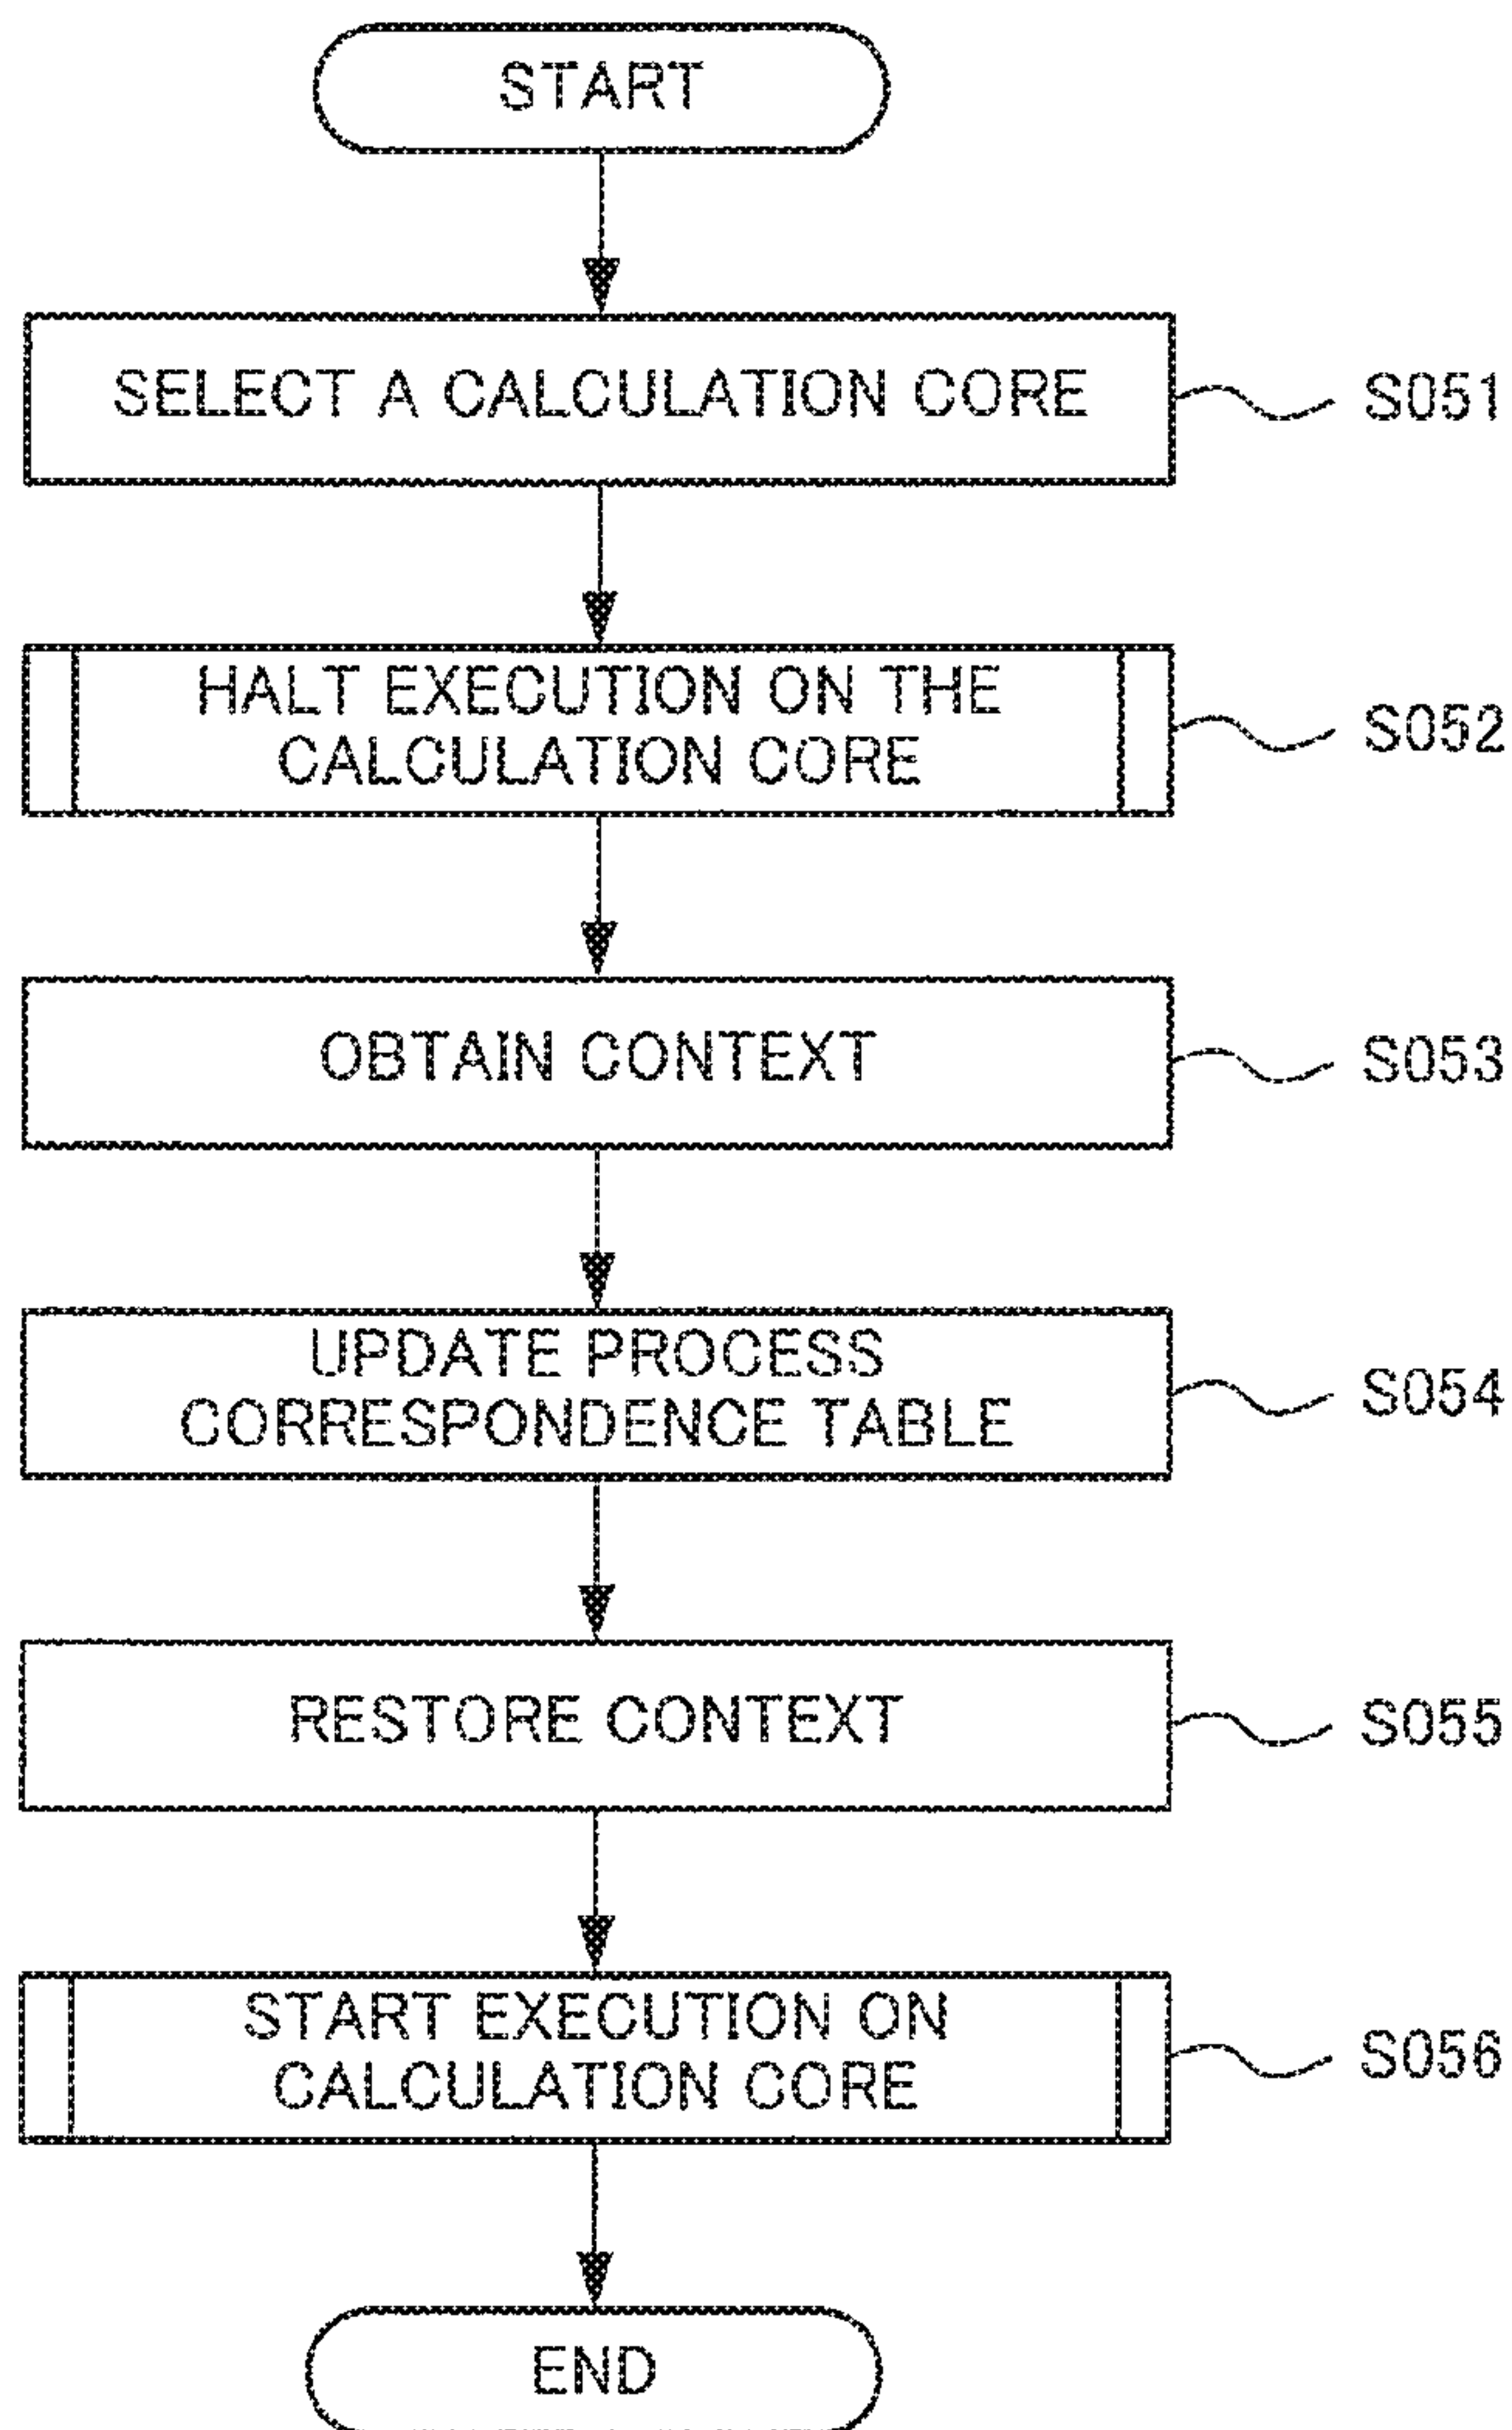 START
SELECT A CALCULATION CORE
S051
HALT EXECUTION ON THE
CALCULATION CORE
S052
OBTAIN CONTEXT
S053
UPDATE PROCESS
CORRESPONDENCE TABLE
S054
RESTORE CONTEXT
S055
START EXECUTION ON
CALCULATION CORE
S056
END